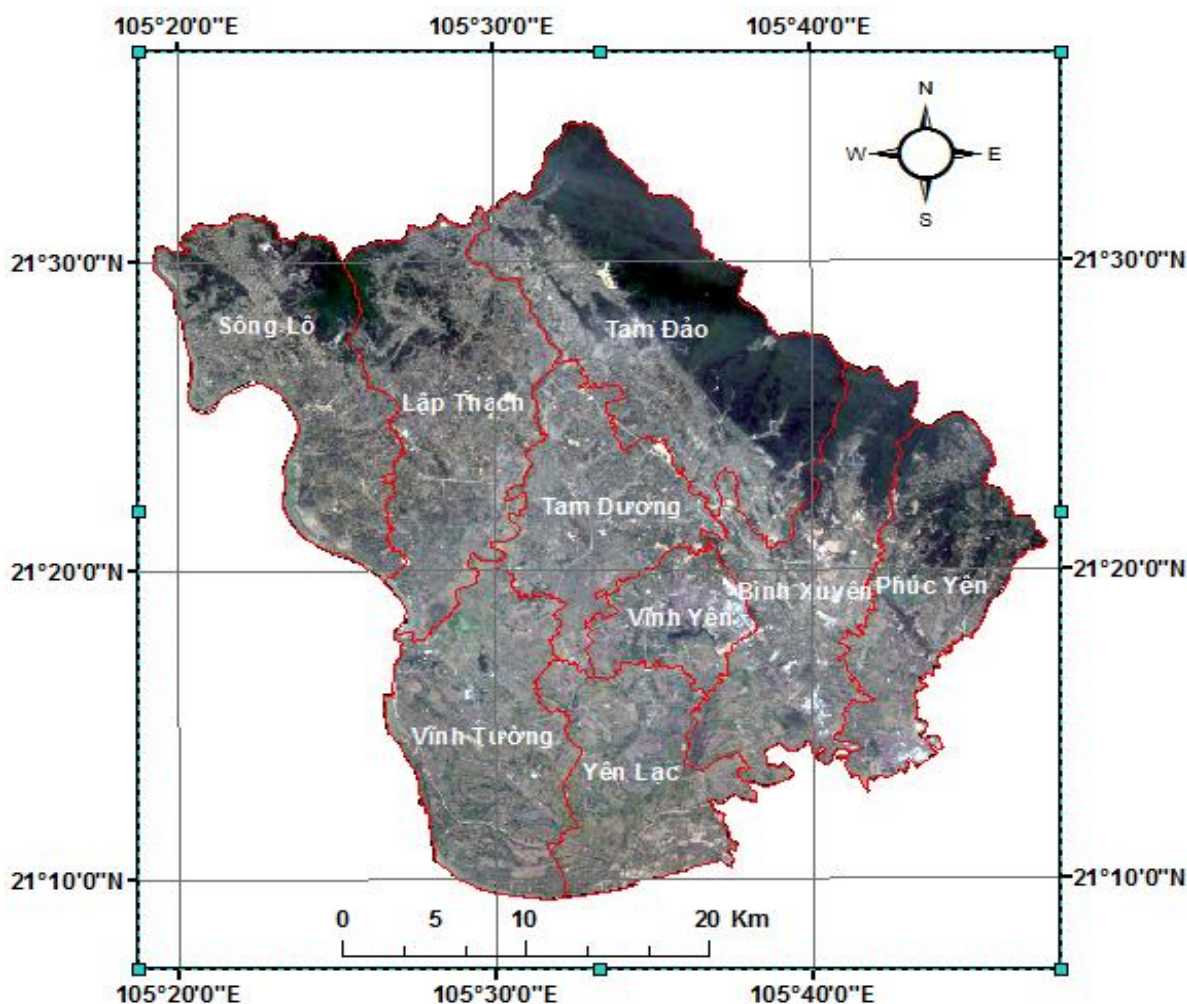 105°20'0"E 105°30'0"E 105°40'0"E
N
W E
S
21°30'0"N 21°30'0"N
Sông Lô
Tam Đảo
Lập Thạch
Tam Dương
21°20'0"N 21°20'0"N
Bình Xuyên Phúc Yên
Vĩnh Yên
Vĩnh Tường
Yên Lạc
21°10'0"N 21°10'0"N
0 5 10 20 Km
105°20'0"E 105°30'0"E 105°40'0"E